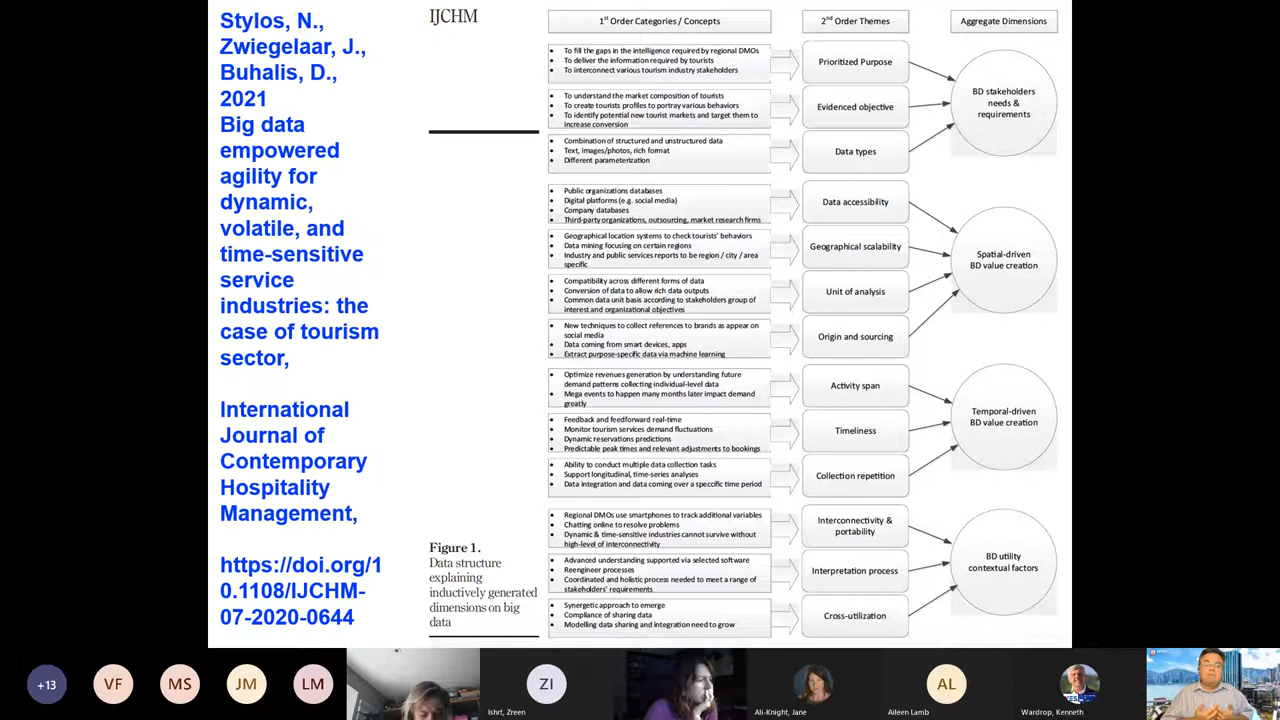 Stylos, N.,
Zwiegelaar, J.,
Buhalis, D.,
2021
Big data
empowered
agility for
dynamic,
volatile, and
time-sensitive
service
industries: the
case of tourism
sector,
International
Journal of
Contemporary
Hospitality
Management,
https://doi.org/1
0.1108/IJCHM-
07-2020-0644
IJCHM
Figure 1.
Data structure
explaining
inductively generated
dimensions on big
data
1st Order Categories / Concepts
2nd Order Themes
Aggregate Dimensions
• To fill the gaps in the intelligence required by regional DMOs
• To deliver the information required by tourists
• To interconnect various tourism industry stakeholders
Prioritized Purpose
• To understand the market composition of tourists
• To create tourists profiles to portray various behaviors
• To identify potential new tourist markets and target them to
increase conversion
Evidenced objective
• Combination of structured and unstructured data
• Text, images/photos, rich format
• Different parameterization
Data types
BD stakeholders
needs &
requirements
• Public organizations databases
• Digital platforms (e.g. social media)
• Company databases
• Third-party organizations, outsourcing, market research firms
Data accessibility
• Geographical location systems to check tourists' behaviors
• Data mining focusing on certain regions
• Industry and public services reports to be region / city / area
specific
Geographical scalability
• Compatibility across different forms of data
• Conversion of data to allow rich data outputs
• Common data unit basis according to stakeholders group of
interest and organizational objectives
Unit of analysis
• New techniques to collect references to brands as appear on
social media
• Data coming from smart devices, apps
• Extract purpose-specific data via machine learning
Origin and sourcing
Spatial-driven
BD value creation
• Optimize revenues generation by understanding future
demand patterns collecting individual-level data
• Mega events to happen many months later impact demand
greatly
Activity span
• Feedback and feedforward real-time
• Monitor tourism services demand fluctuations
• Dynamic reservations predictions
• Predictable peak times and relevant adjustments to bookings
Timeliness
• Ability to conduct multiple data collection tasks
• Support longitudinal, time-series analyses
• Data integration and data coming over a speccific time period
Collection repetition
Temporal-driven
BD value creation
• Regional DMOs use smartphones to track additional variables
• Chatting online to resolve problems
• Dynamic & time-sensitive industries cannot survive without
high-level of interconnectivity
Interconnectivity &
portability
• Advanced understanding supported via selected software
• Reengineer processes
• Coordinated and holistic process needed to meet a range of
stakeholders' requirements
Interpretation process
• Synergetic approach to emerge
• Compliance of sharing data
• Modelling data sharing and integration need to grow
Cross-utilization
BD utility
contextual factors
+13
VF
MS
JM
LM
ZI
Ishrt, Zreen
Ali-Knight, Jane
AL
Aileen Lamb
Wardrop, Kenneth